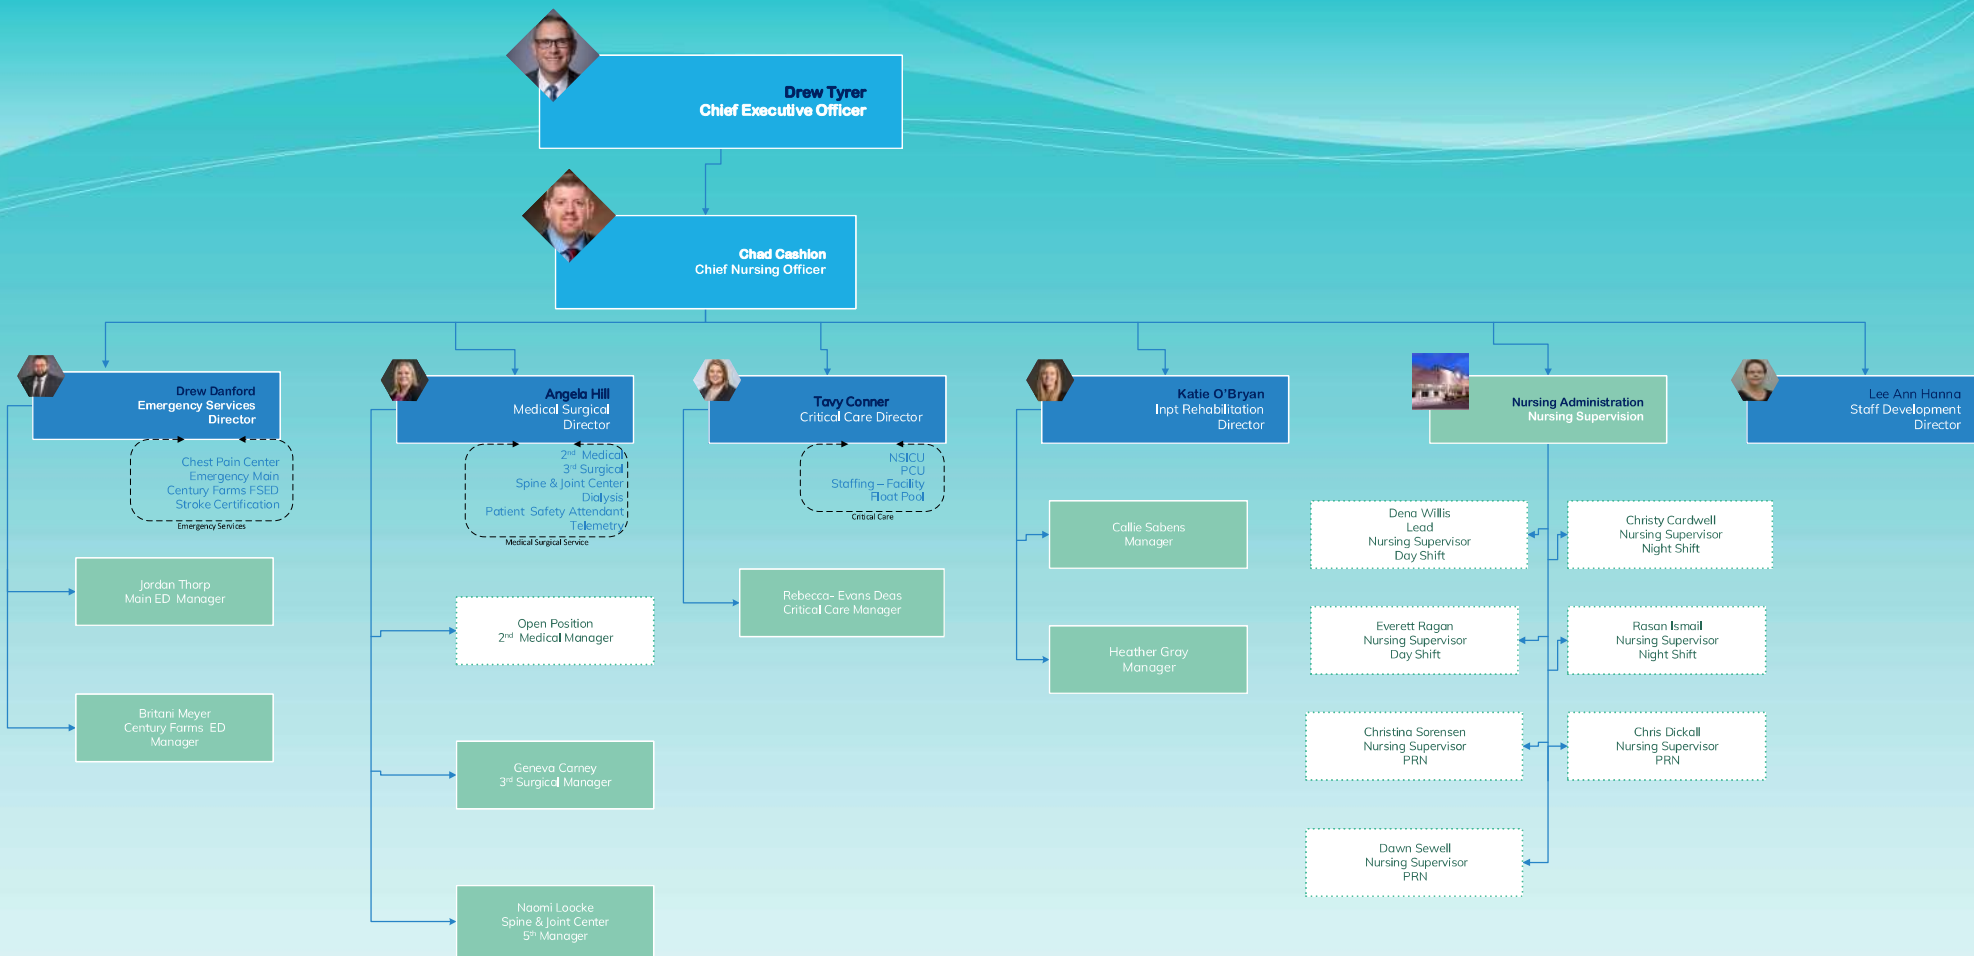 Drew Tyrer
Chief Executive Officer
Chad Cashion
Chief Nursing Officer
Drew Danford
Emergency Services
Director
Chest Pain Center
Emergency Main
Century Farms FSED
Stroke Certification
Emergency Services
Jordan Thorp
Main ED Manager
Britani Meyer
Century Farms ED
Manager
Angela Hill
Medical Surgical
Director
2nd Medical
3rd Surgical
Spine & Joint Center
Dialysis
Patient Safety Attendant
Telemetry
Medical Surgical Service
Open Position
2nd Medical Manager
Geneva Carney
3rd Surgical Manager
Naomi Loocke
Spine & Joint Center
5th Manager
Tavy Conner
Critical Care Director
NSICU
PCU
Staffing – Facility
Float Pool
Critical Care
Rebecca- Evans Deas
Critical Care Manager
Katie O’Bryan
Inpt Rehabilitation
Director
Callie Sabens
Manager
Heather Gray
Manager
Nursing Administration
Nursing Supervision
Dena Willis
Lead
Nursing Supervisor
Day Shift
Christy Cardwell
Nursing Supervisor
Night Shift
Everett Ragan
Nursing Supervisor
Day Shift
Rasan Ismail
Nursing Supervisor
Night Shift
Christina Sorensen
Nursing Supervisor
PRN
Chris Dickall
Nursing Supervisor
PRN
Dawn Sewell
Nursing Supervisor
PRN
Lee Ann Hanna
Staff Development
Director